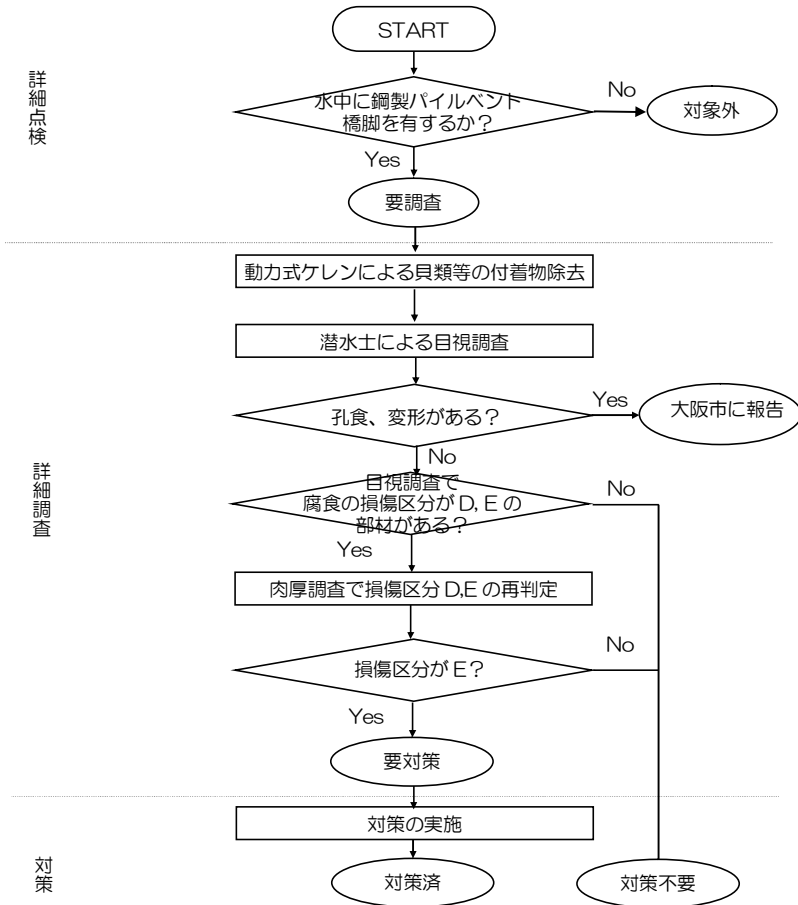 START
詳細点検
水中に鋼製パイルベント
橋脚を有するか？
No
対象外
Yes
要調査
動力式ケレンによる貝類等の付着物除去
潜水士による目視調査
孔食、変形がある？
Yes
大阪市に報告
No
詳細調査
目視調査で
腐食の損傷区分が D, E の
部材がある？
No
Yes
肉厚調査で損傷区分 D,E の再判定
損傷区分が E？
No
Yes
要対策
対策の実施
対策
対策済
対策不要